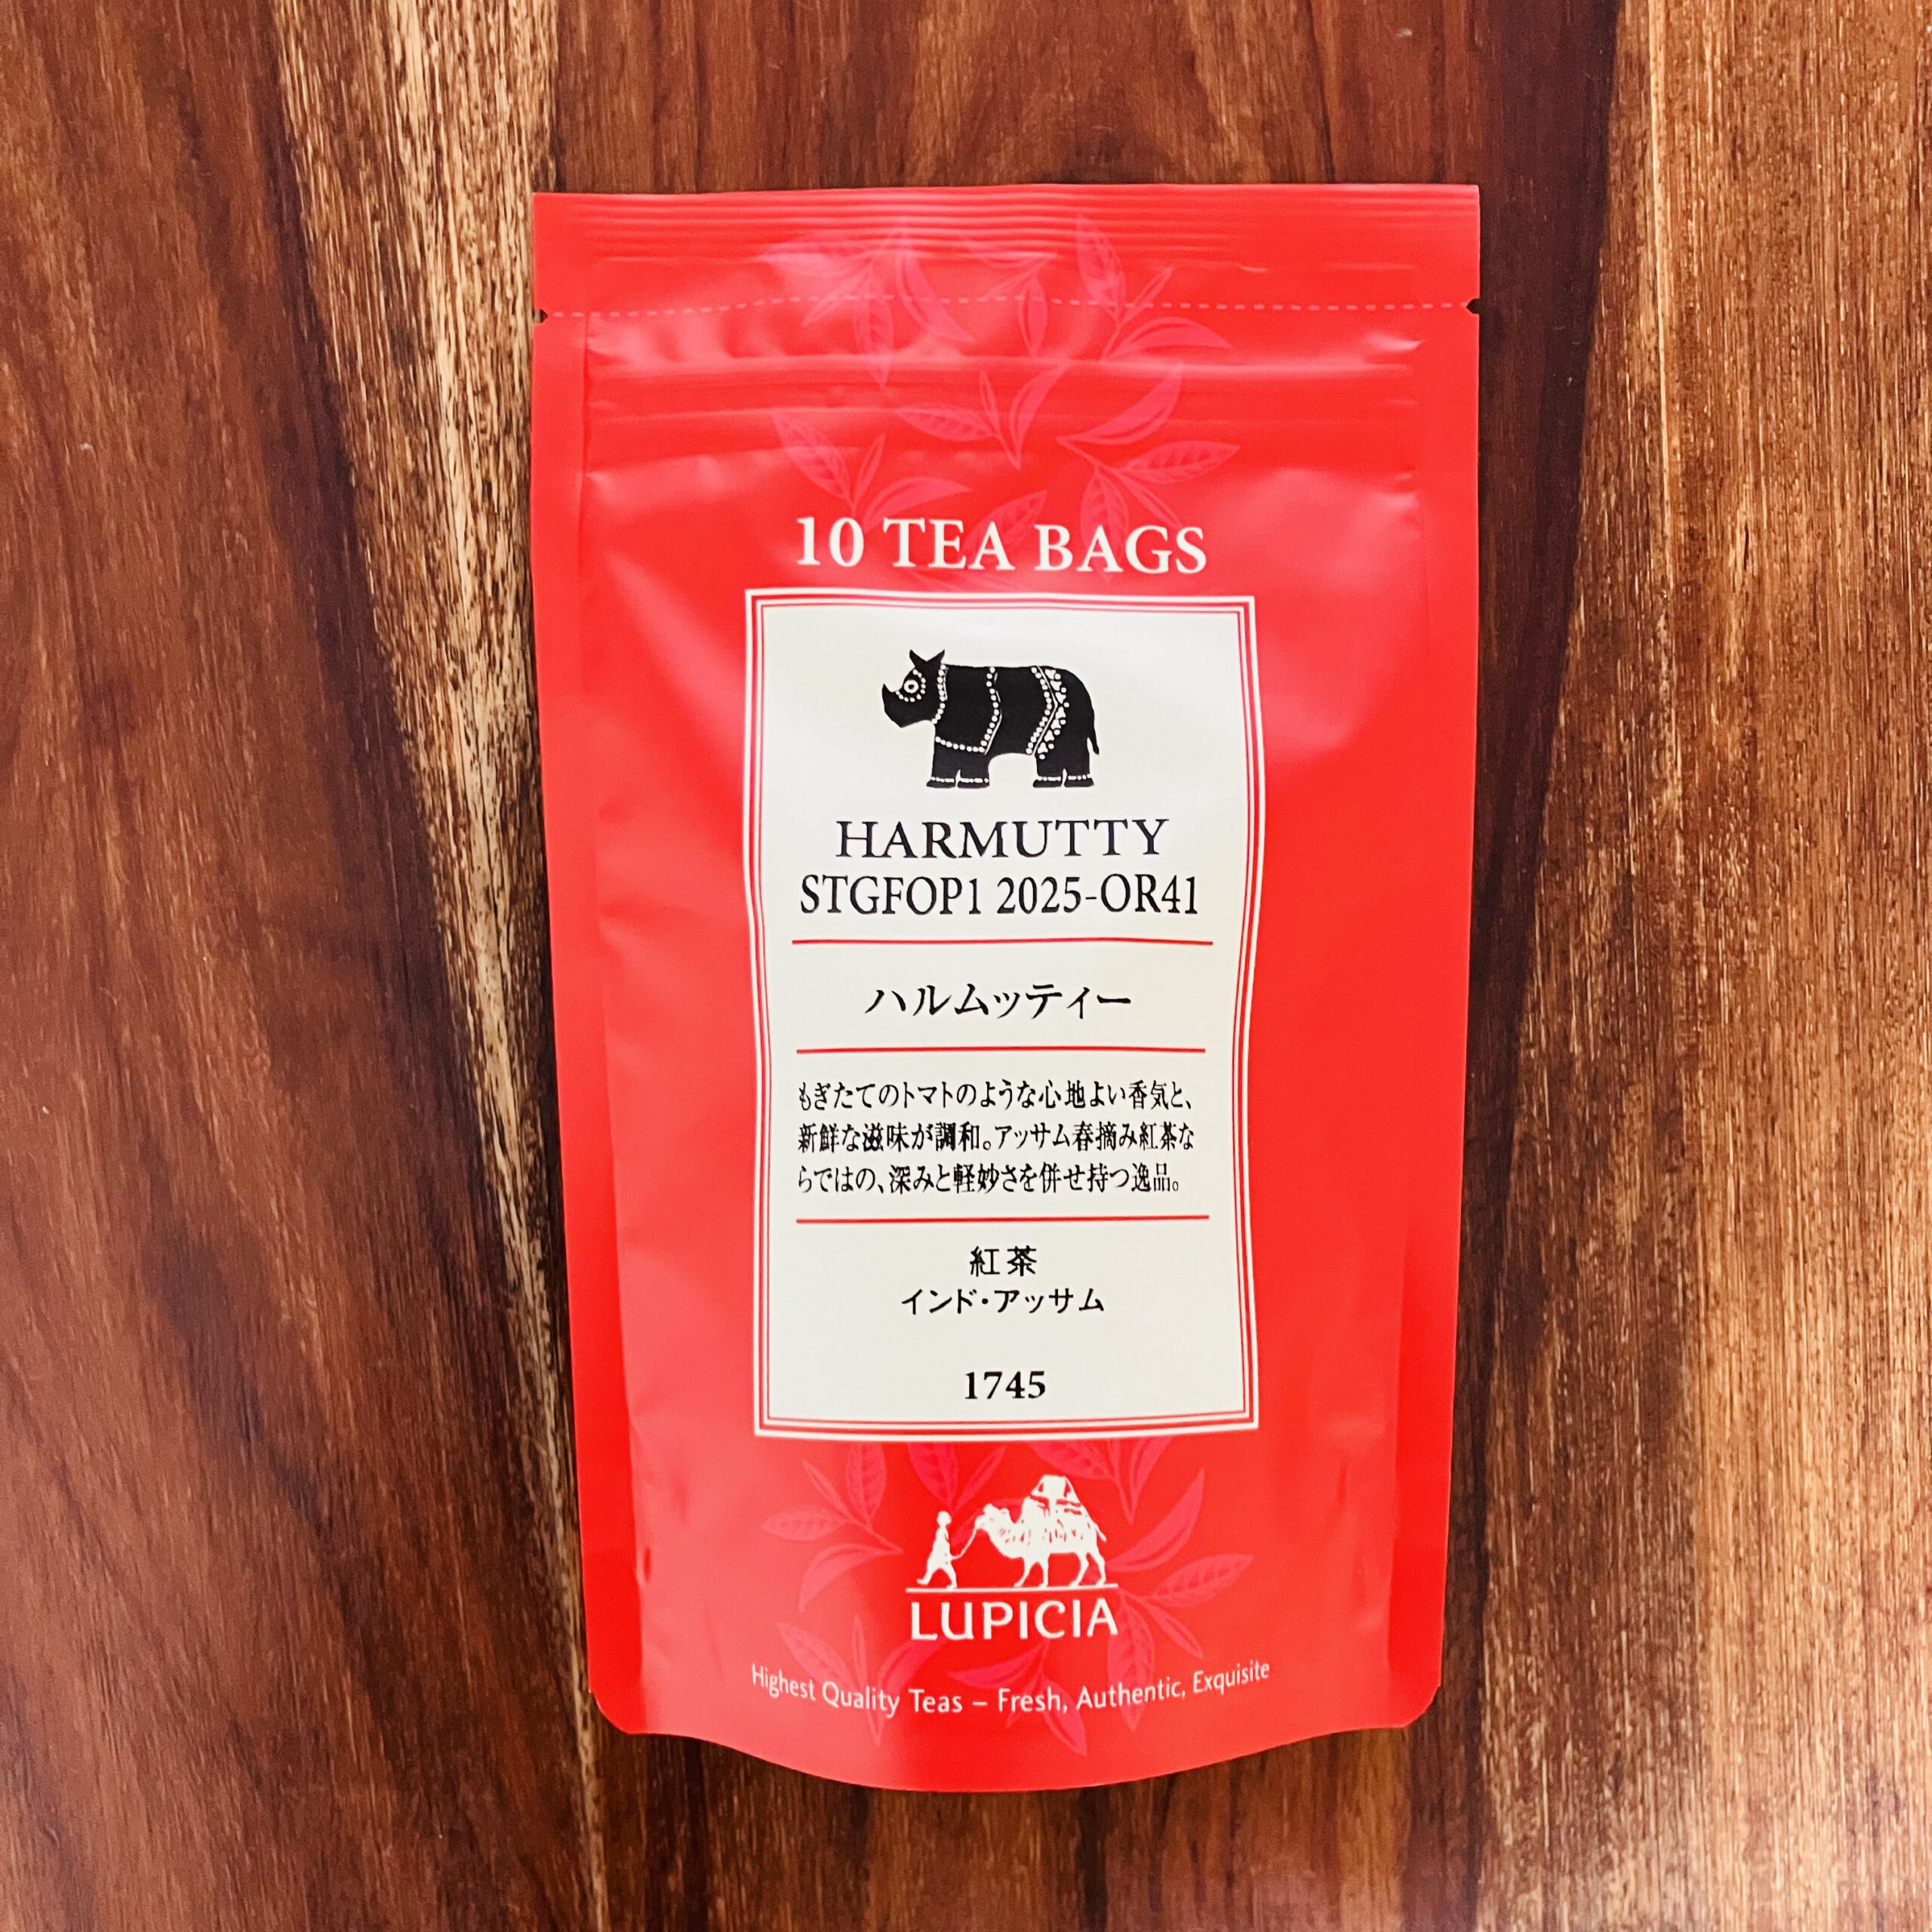 10 TEA BAGS
HARMUTTY
STGFOP1 2025-OR41
ハルムッティー
もぎたてのトマトのような心地よい香気と、
新鮮な滋味が調和。アッサム春摘み紅茶な
らではの、深みと軽妙さを併せ持つ逸品。
紅茶
インド・アッサム
1745
LUPICIA
Highest Quality Teas – Fresh, Authentic, Exquisite